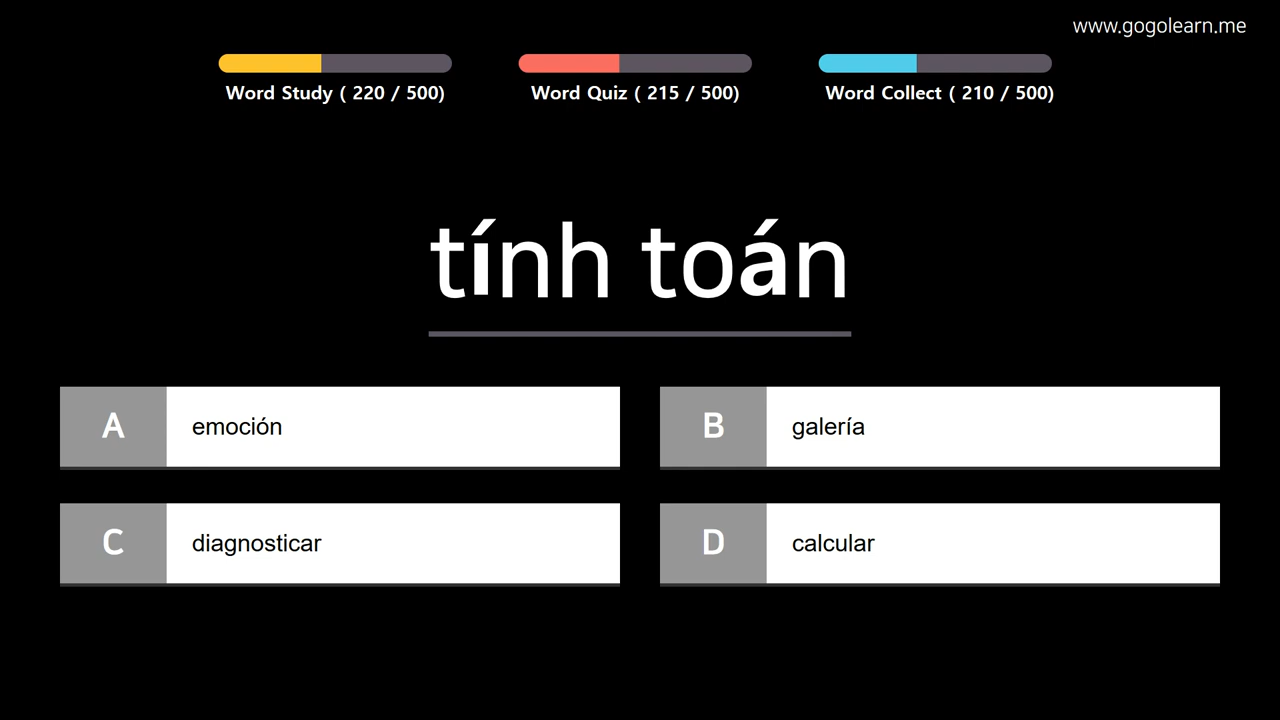 www.gogolearn.me
Word Study ( 220 / 500)
Word Quiz ( 215 / 500)
Word Collect ( 210 / 500)
tính toán
A
emoción
B
galería
C
diagnosticar
D
calcular